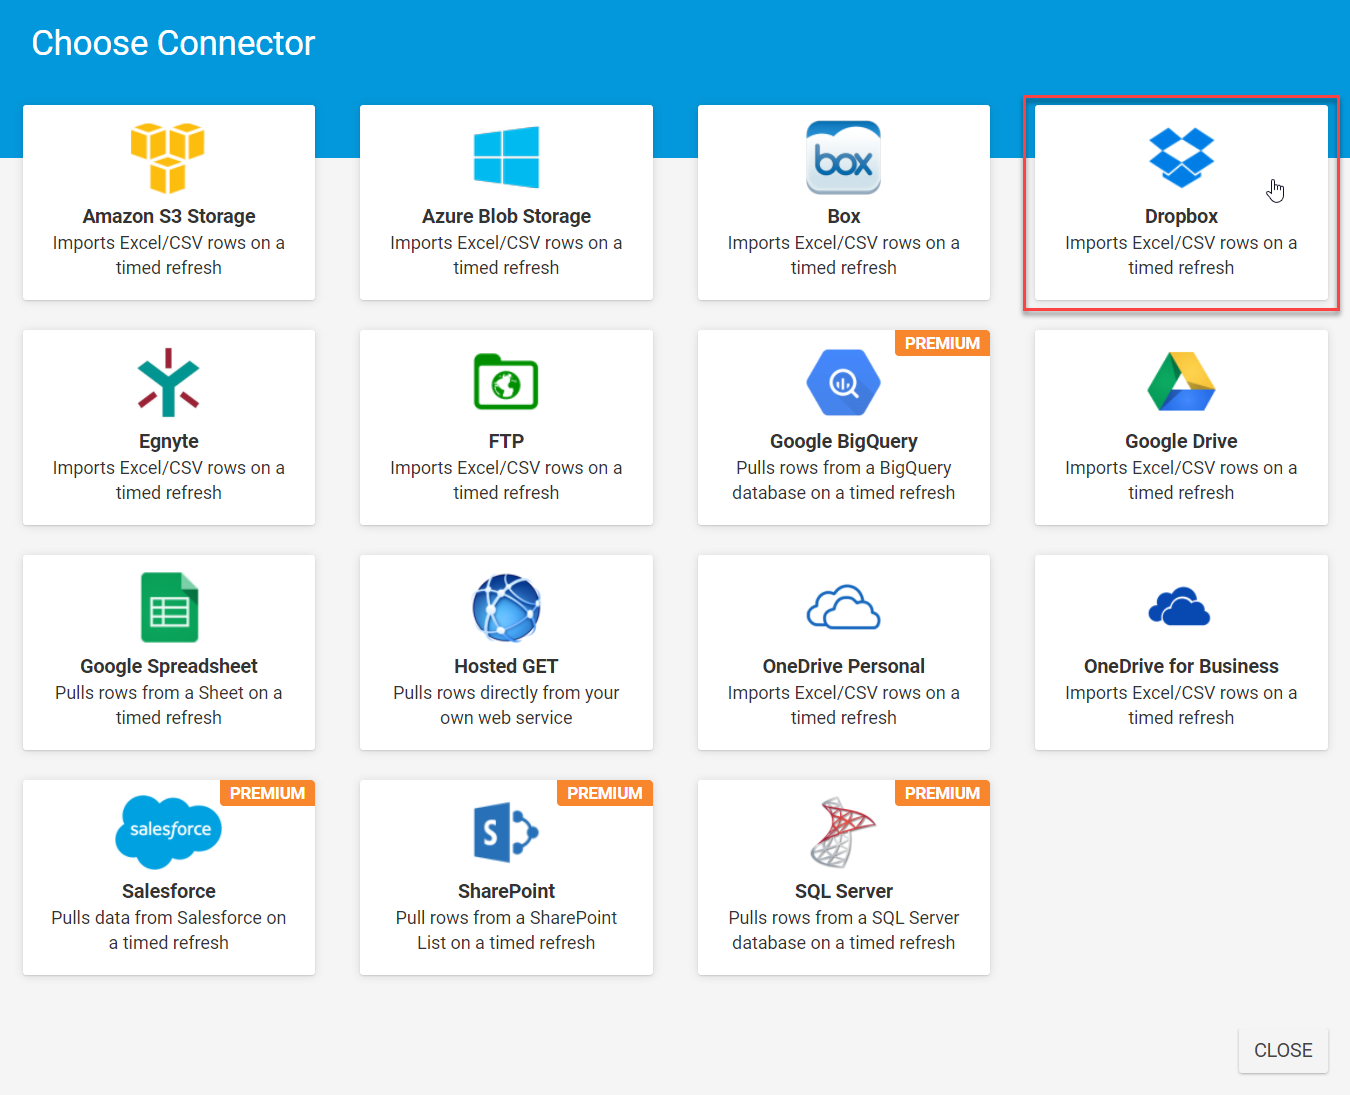 Choose Connector
box
Amazon S3 Storage
Imports Excel/CSV rows on a
timed refresh
Azure Blob Storage
Imports Excel/CSV rows on a
timed refresh
Box
Imports Excel/CSV rows on a
timed refresh
Dropbox
Imports Excel/CSV rows on a
timed refresh
Egnyte
Imports Excel/CSV rows on a
timed refresh
FTP
Imports Excel/CSV rows on a
timed refresh
PREMIUM
Google BigQuery
Pulls rows from a BigQuery
database on a timed refresh
Google Drive
Imports Excel/CSV rows on a
timed refresh
Google Spreadsheet
Pulls rows from a Sheet on a
timed refresh
Hosted GET
Pulls rows directly from your
own web service
OneDrive Personal
Imports Excel/CSV rows on a
timed refresh
OneDrive for Business
Imports Excel/CSV rows on a
timed refresh
PREMIUM
salesforce
Salesforce
Pulls data from Salesforce on
a timed refresh
PREMIUM
S
SharePoint
Pull rows from a SharePoint
List on a timed refresh
PREMIUM
SQL Server
Pulls rows from a SQL Server
database on a timed refresh
CLOSE